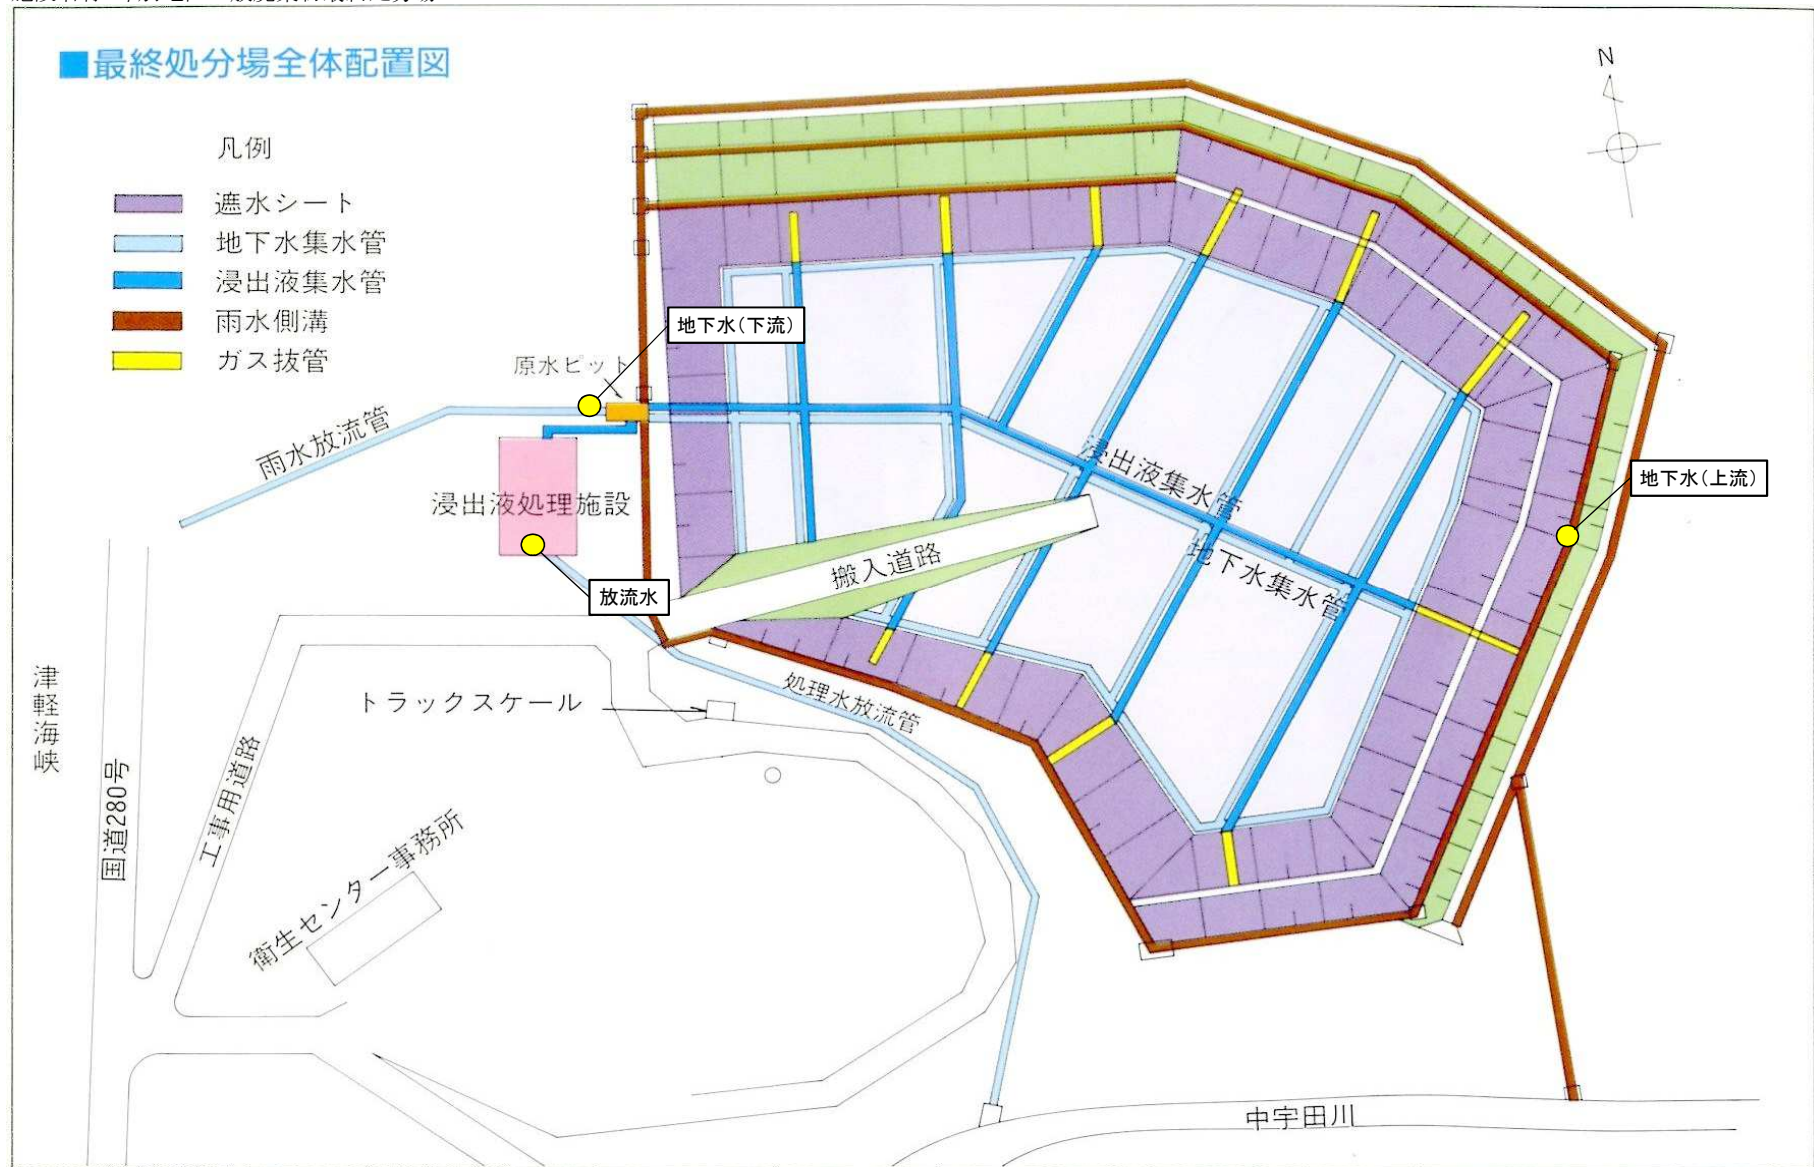 ■最終処分場全体配置図
N
凡例
遮水シート
地下水集水管
浸出液集水管
雨水側溝
ガス抜管
地下水(下流)
原水ピット
雨水放流管
浸出液集水管
地下水(上流)
浸出液処理施設
地下水集水管
搬入道路
放流水
津軽海峡
トラックスケール
処理水放流管
国道280号
工事用道路
衛生センター事務所
中宇田川